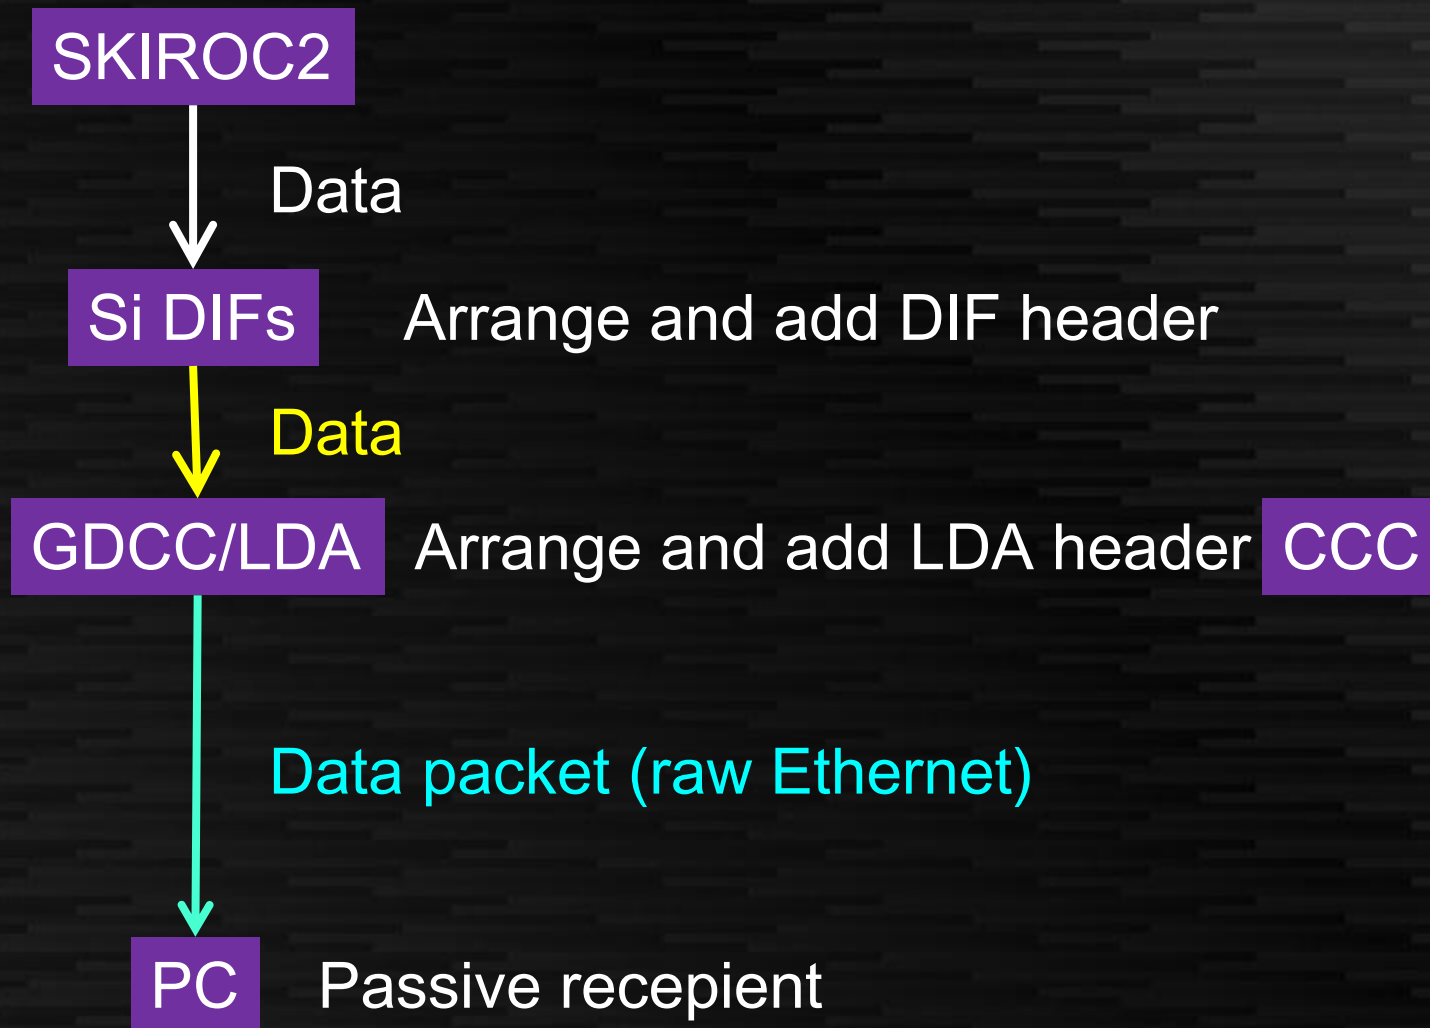 SKIROC2
Data
Si DIFs
Arrange and add DIF header
Data
GDCC/LDA
Arrange and add LDA header
CCC
Data packet (raw Ethernet)
PC
Passive recepient